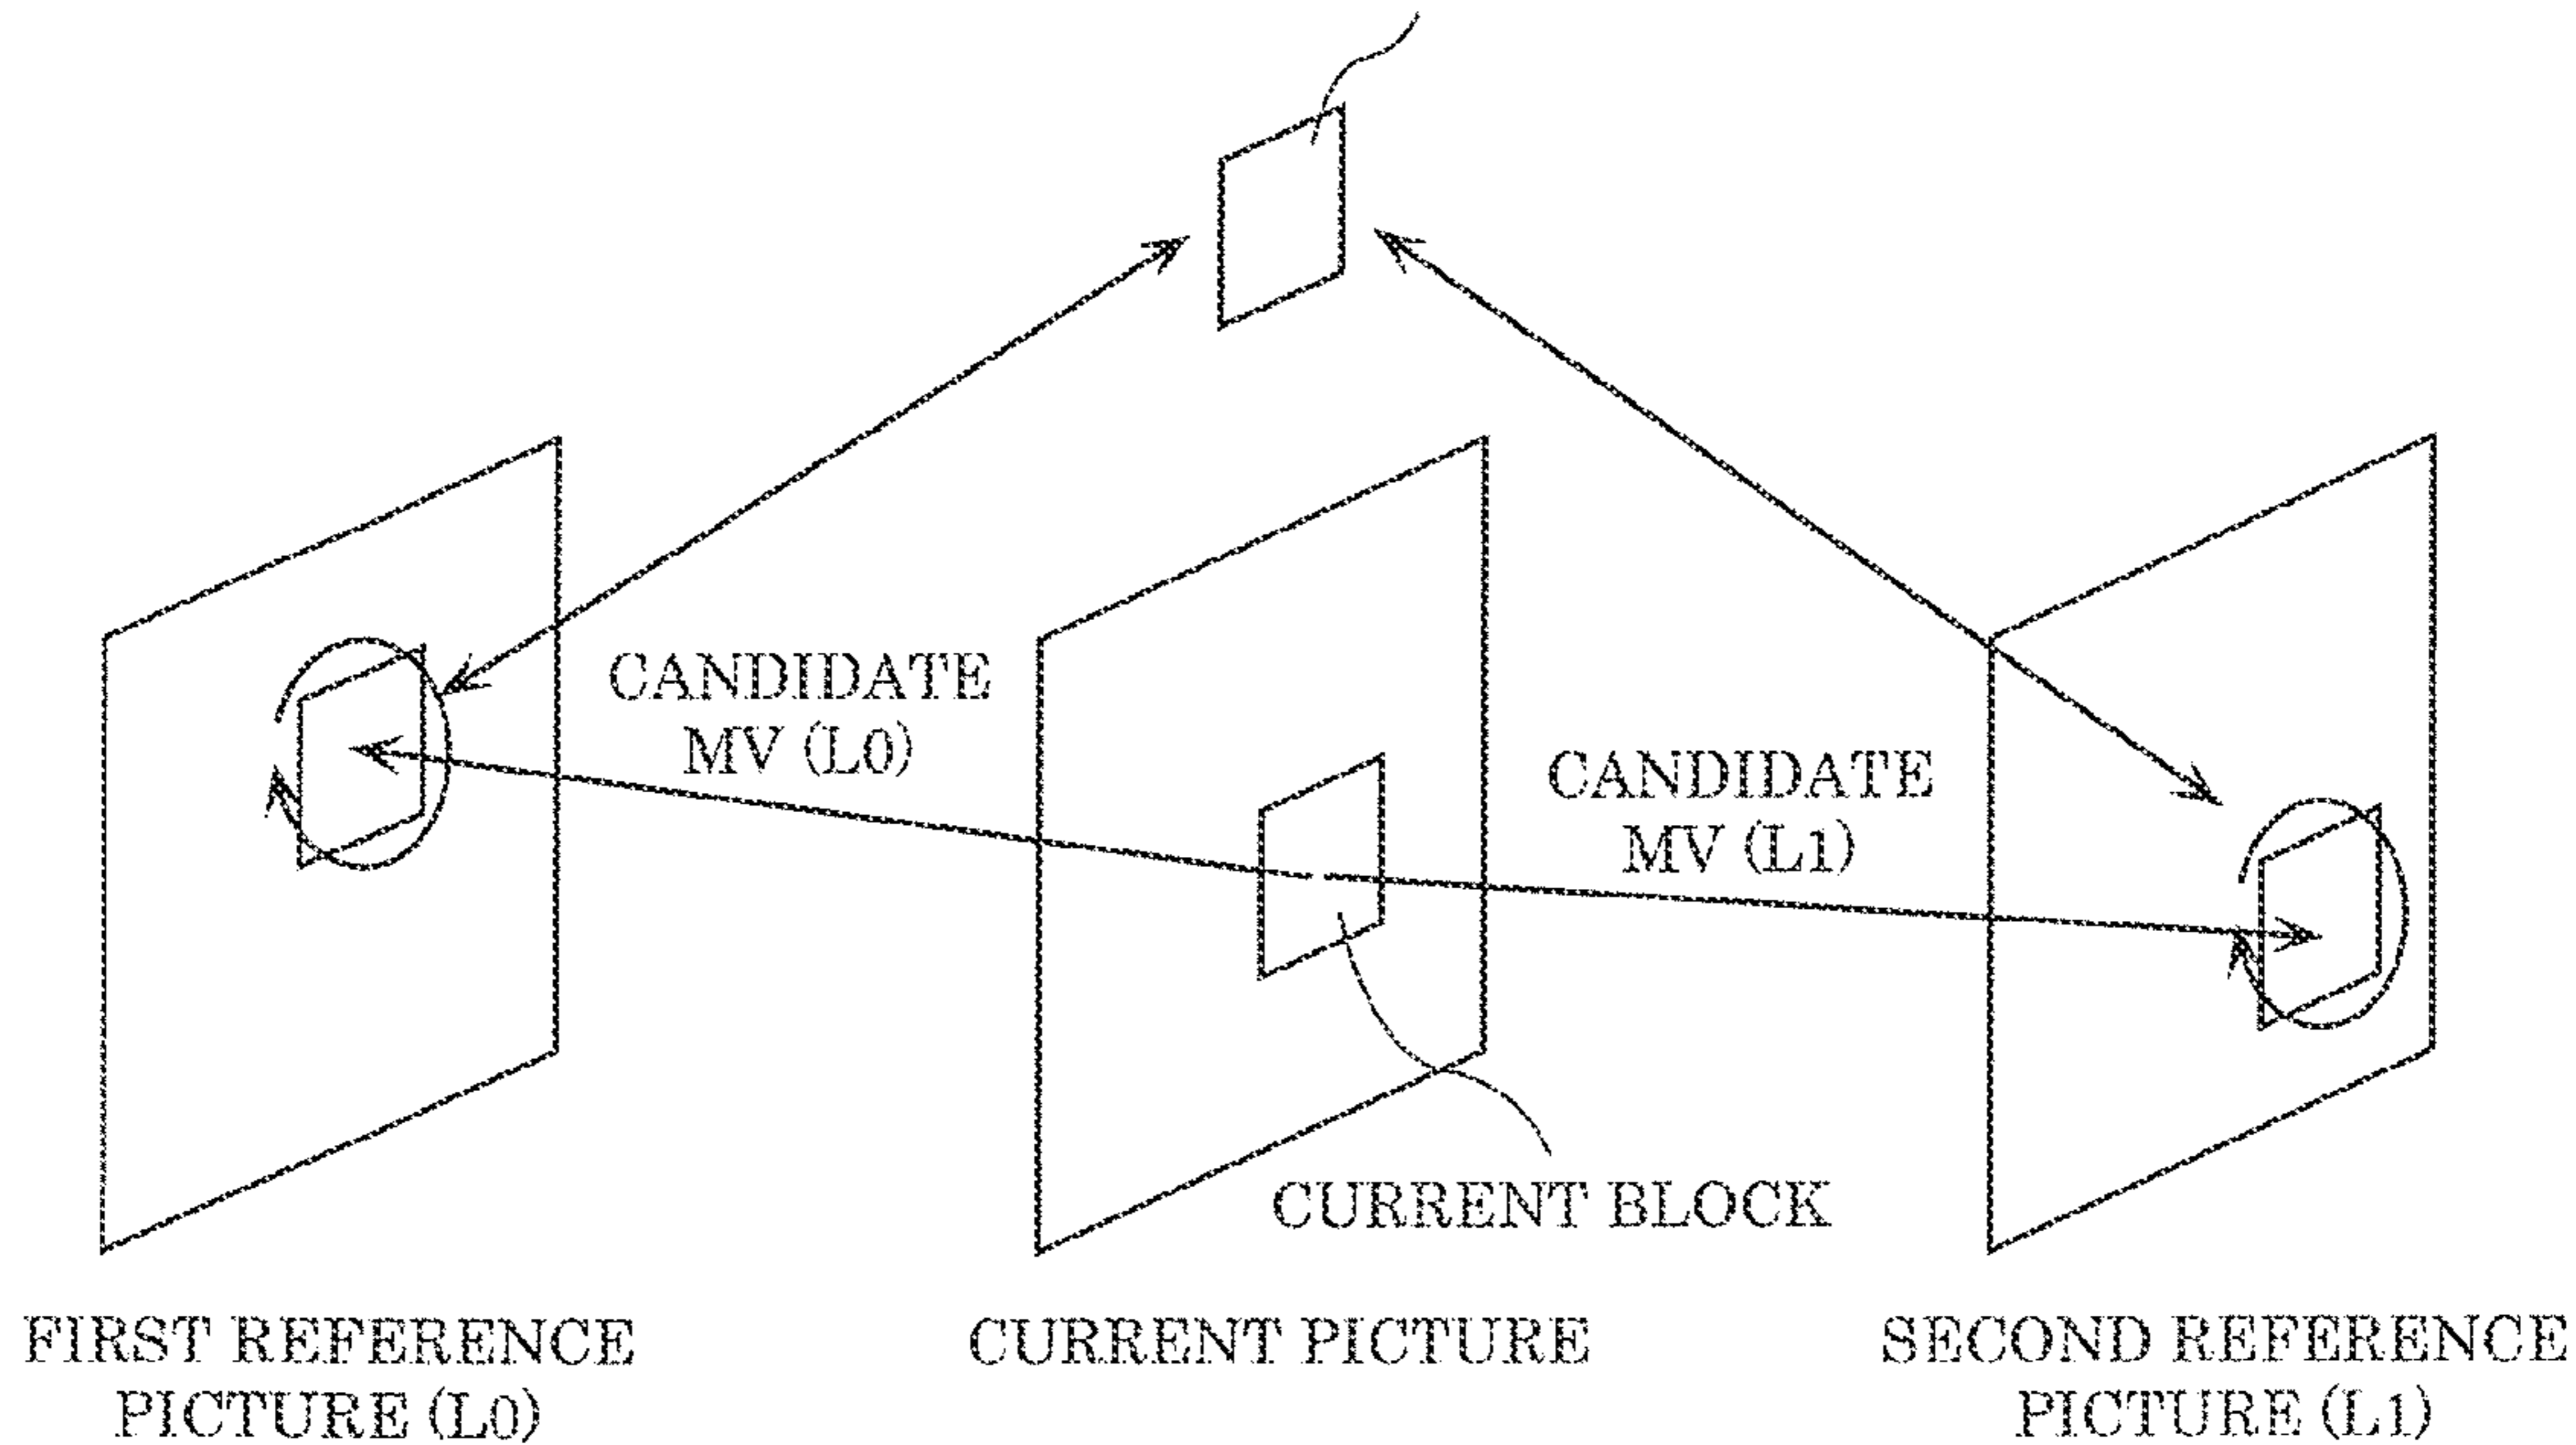 CANDIDATE
MV (L0)
CANDIDATE
MV (L1)
CURRENT BLOCK
FIRST REFERENCE
PICTURE (L0)
CURRENT PICTURE
SECOND REFERENCE
PICTURE (L1)